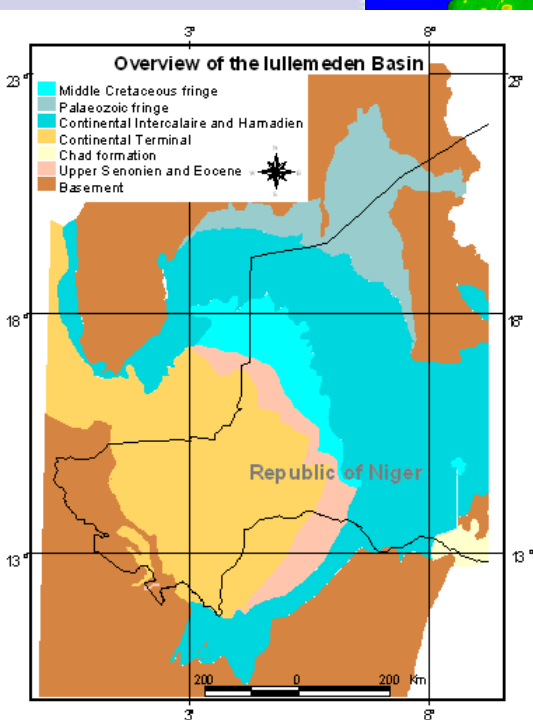 3°
8°
Overview of the Iullemeden Basin
23°
23°
Middle Cretaceous fringe
Palaeozoic fringe
Continental Intercalaire and Hamadien
Continental Terminal
Chad formation
Upper Senonien and Eocene
Basement
18°
18°
Republic of Niger
13°
13°
200 0 200 Km
3°
8°